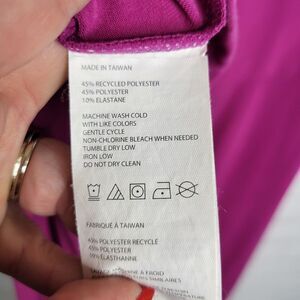 MADE IN TAIWAN
45% RECYCLED POLYESTER
45% POLYESTER
10% ELASTANE
MACHINE WASH COLD
WITH LIKE COLORS
GENTLE CYCLE
NON-CHLORINE BLEACH WHEN NEEDED
TUMBLE DRY LOW
IRON LOW
DO NOT DRY CLEAN
FABRIQUÉ À TAIWAN
45% POLYESTER RECYCLÉ
45% POLYESTER
10% ÉLASTHANNE
À FROID
SIMILAIRES